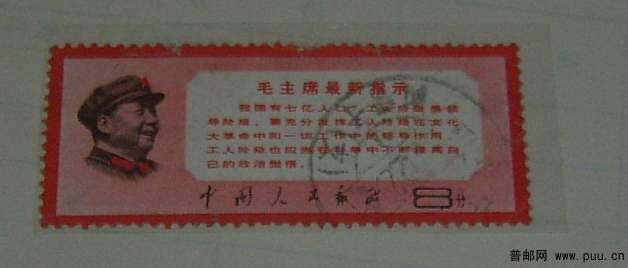 毛主席最新指示
我国有七亿人口，工人阶级是领
导阶级。要充分发挥工人阶级在文化
大革命中和一切工作中的领导作用。
工人阶级也应当在斗争中不断提高自
己的政治觉悟。
中国人民邮政 8分
普邮网 www.puu.cn